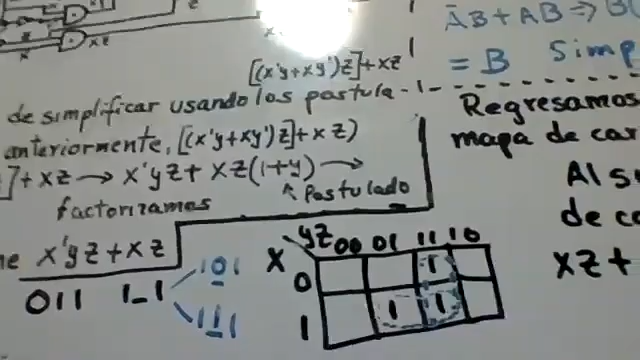 z
xz
ĀB+AB⇒B(
[(x'y+xy')z]+xz
= B Simp
de simplificar usando los postula-
Regresamos
anteriormente, [(x'y+xy')z]+xz)
mapa de car
]+xz → x'yz+xz(1+y) →
factorizamos
Postulado
Al s
de c
x'yz+xz
xz+
011 1_1
101
111
yz 00 01 11 10
x
0 1
1 1 1